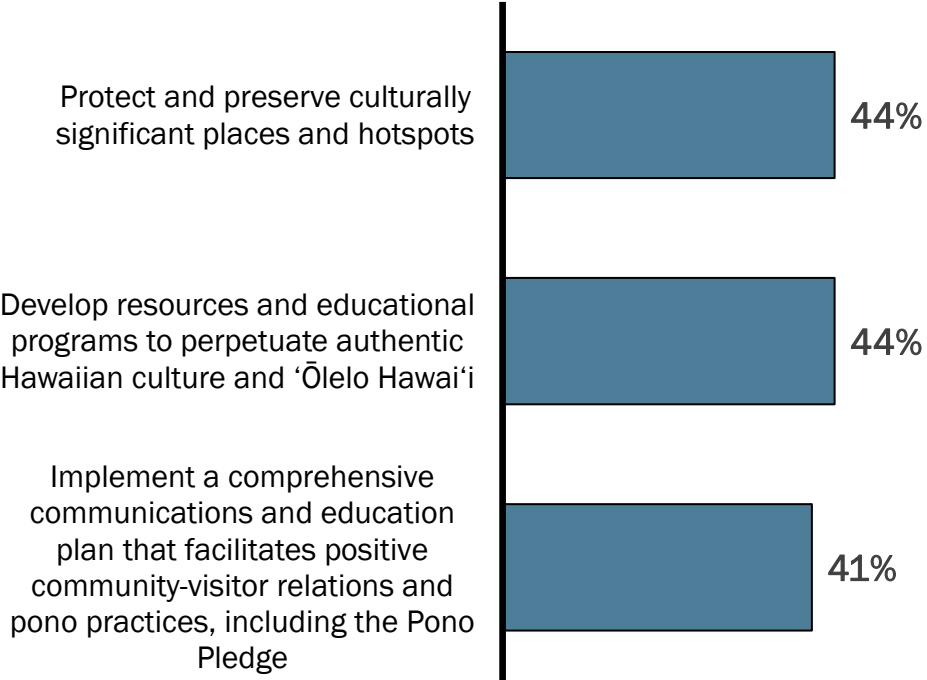 Protect and preserve culturally
significant places and hotspots
44%
Develop resources and educational
programs to perpetuate authentic
Hawaiian culture and ʻŌlelo Hawaiʻi
44%
Implement a comprehensive
communications and education
plan that facilitates positive
community-visitor relations and
pono practices, including the Pono
Pledge
41%